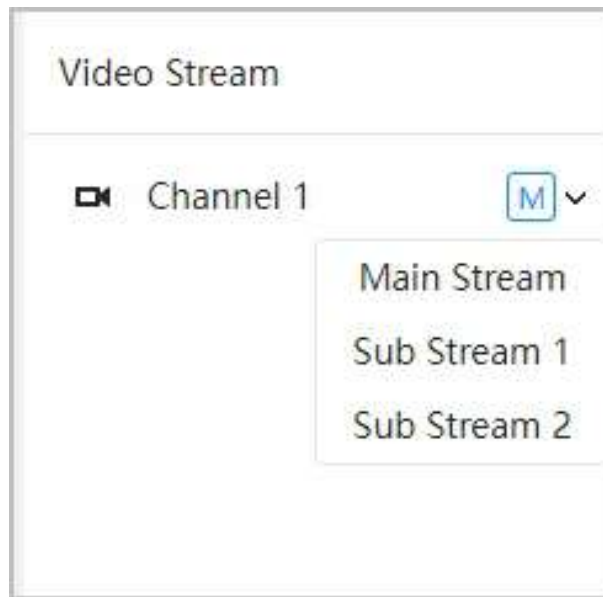 Video Stream
Channel 1 M
Main Stream
Sub Stream 1
Sub Stream 2